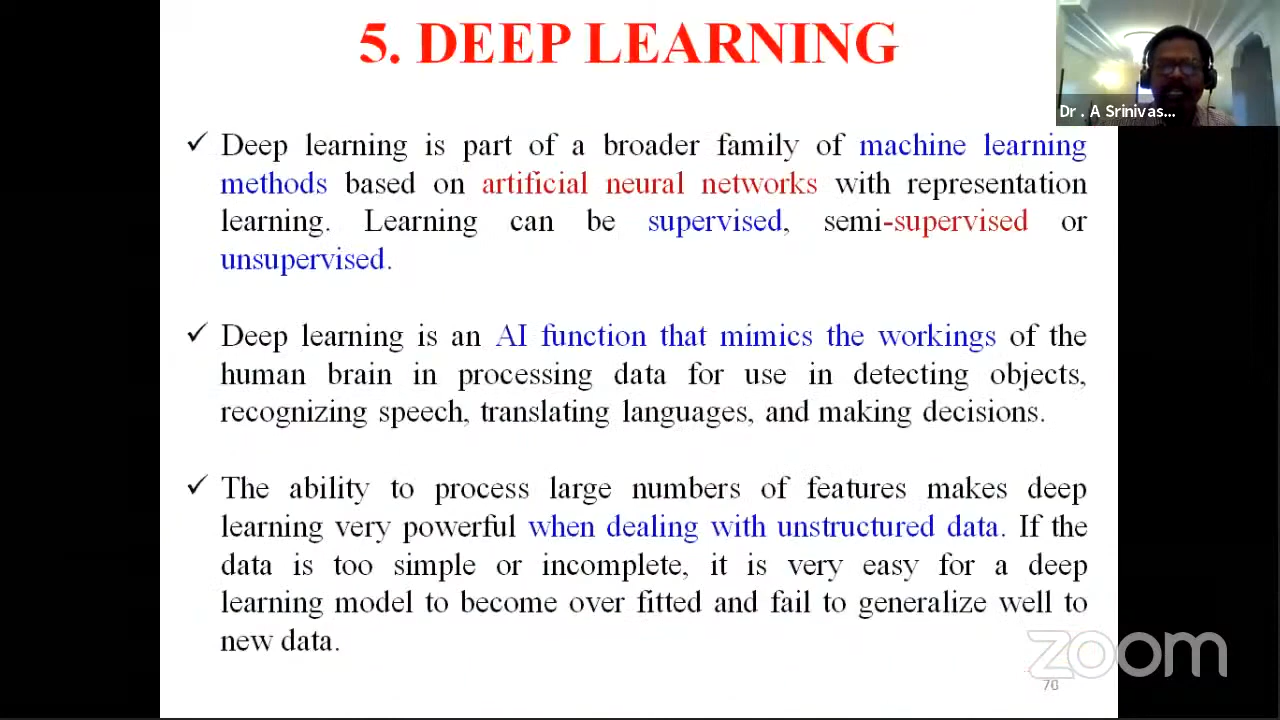 5. DEEP LEARNING
Dr . A Srinivas...
✓ Deep learning is part of a broader family of machine learning
methods based on artificial neural networks with representation
learning. Learning can be supervised, semi-supervised or
unsupervised.
✓ Deep learning is an AI function that mimics the workings of the
human brain in processing data for use in detecting objects,
recognizing speech, translating languages, and making decisions.
✓ The ability to process large numbers of features makes deep
learning very powerful when dealing with unstructured data. If the
data is too simple or incomplete, it is very easy for a deep
learning model to become over fitted and fail to generalize well to
new data.
zoom
70